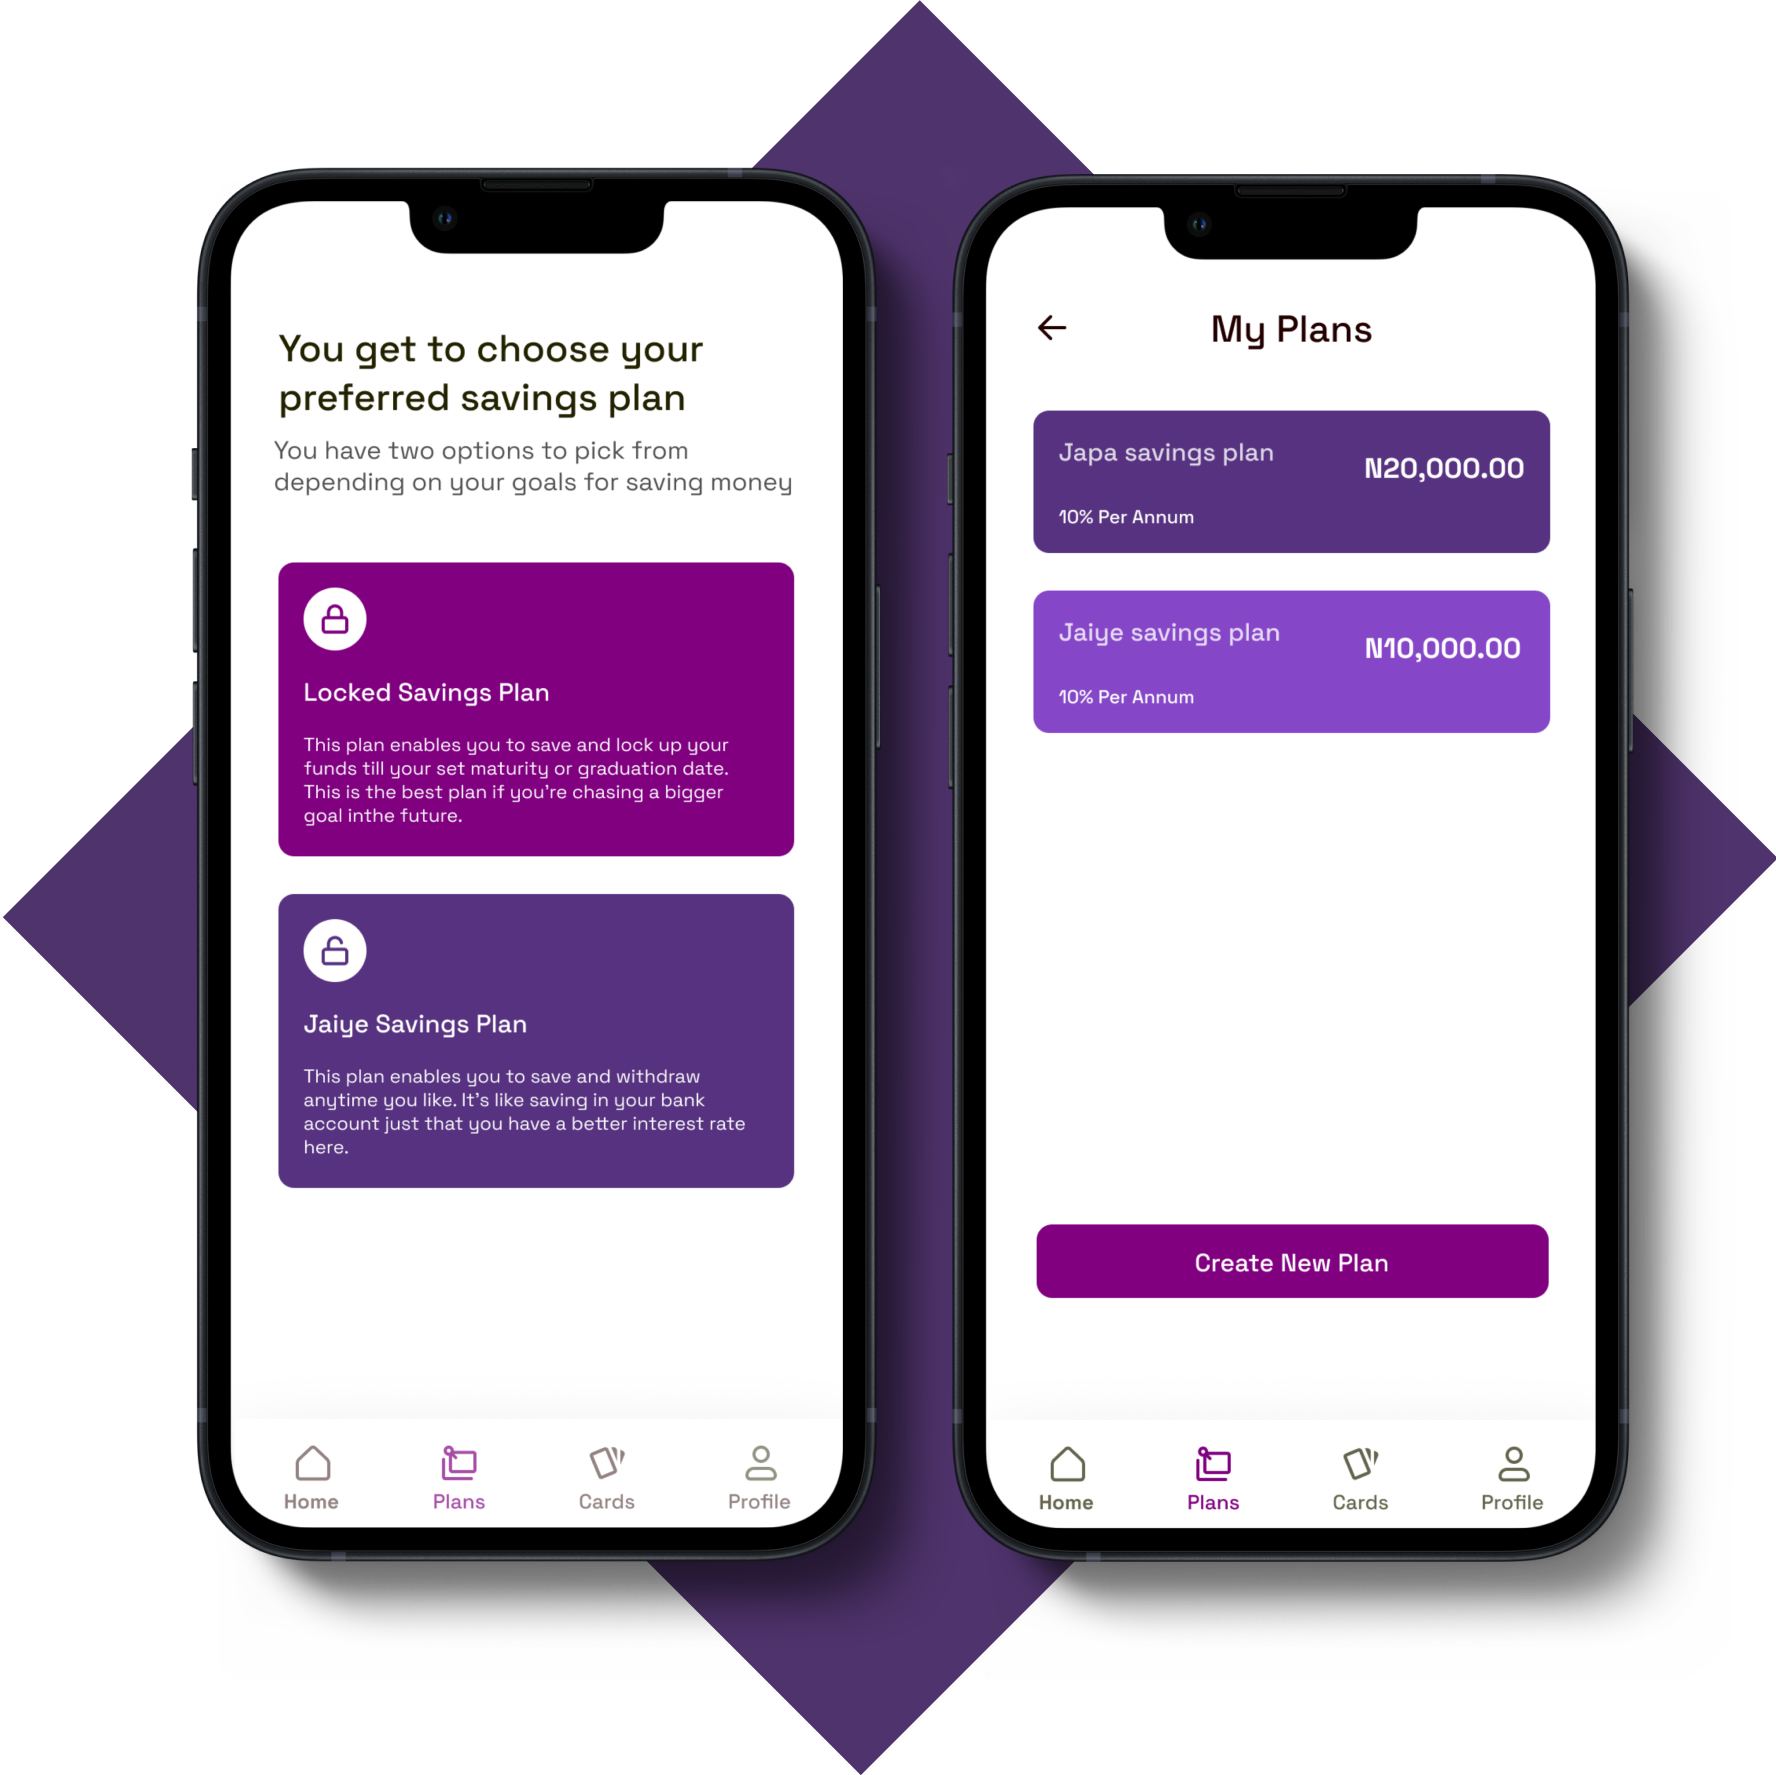 You get to choose your
preferred savings plan
You have two options to pick from
depending on your goals for saving money
Locked Savings Plan
This plan enables you to save and lock up your
funds till your set maturity or graduation date.
This is the best plan if you're chasing a bigger
goal inthe future.
Jaiye Savings Plan
This plan enables you to save and withdraw
anytime you like. It's like saving in your bank
account just that you have a better interest rate
here.
Home
Plans
Cards
Profile
My Plans
Japa savings plan
N20,000.00
10% Per Annum
Jaiye savings plan
N10,000.00
10% Per Annum
Create New Plan
Home
Plans
Cards
Profile